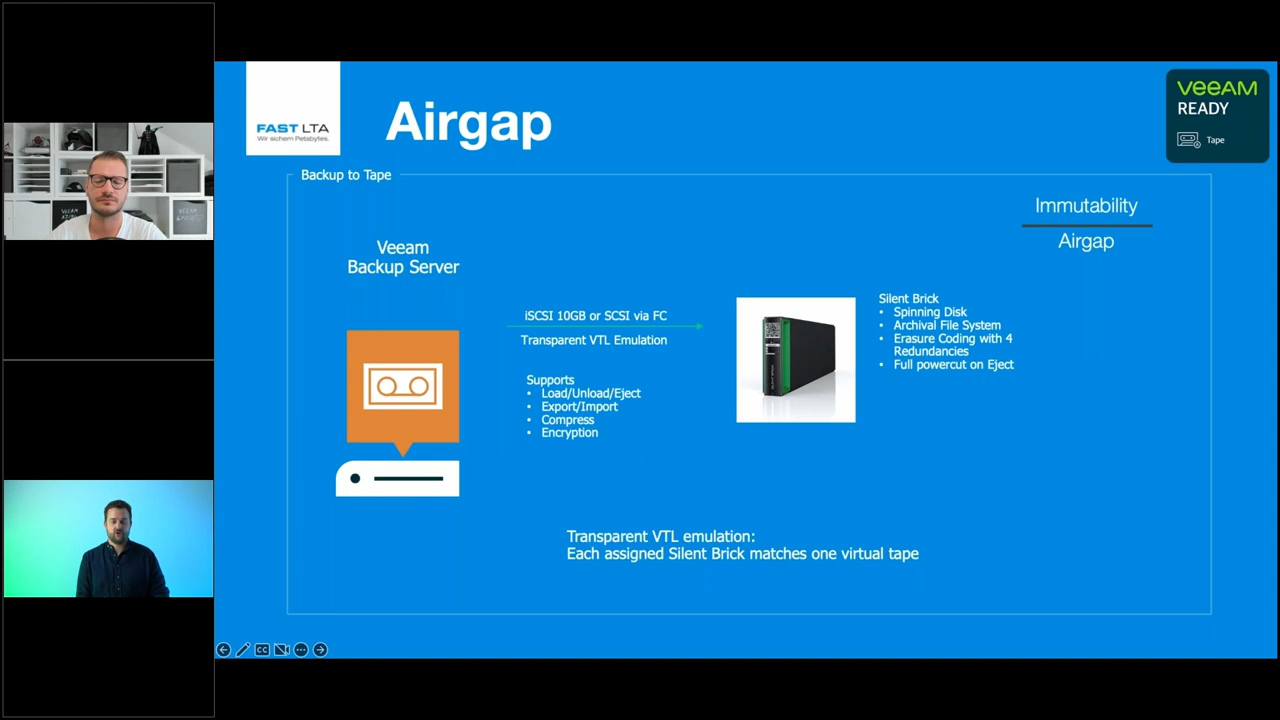 FAST LTA
Wir sichern Petabytes.
Airgap
VEEAM
READY
Tape
Backup to Tape
Immutability
Airgap
Veeam
Backup Server
iSCSI 10GB or SCSI via FC
Transparent VTL Emulation
Supports
• Load/Unload/Eject
• Export/Import
• Compress
• Encryption
Silent Brick
• Spinning Disk
• Archival File System
• Erasure Coding with 4
Redundancies
• Full powercut on Eject
Transparent VTL emulation:
Each assigned Silent Brick matches one virtual tape
CC